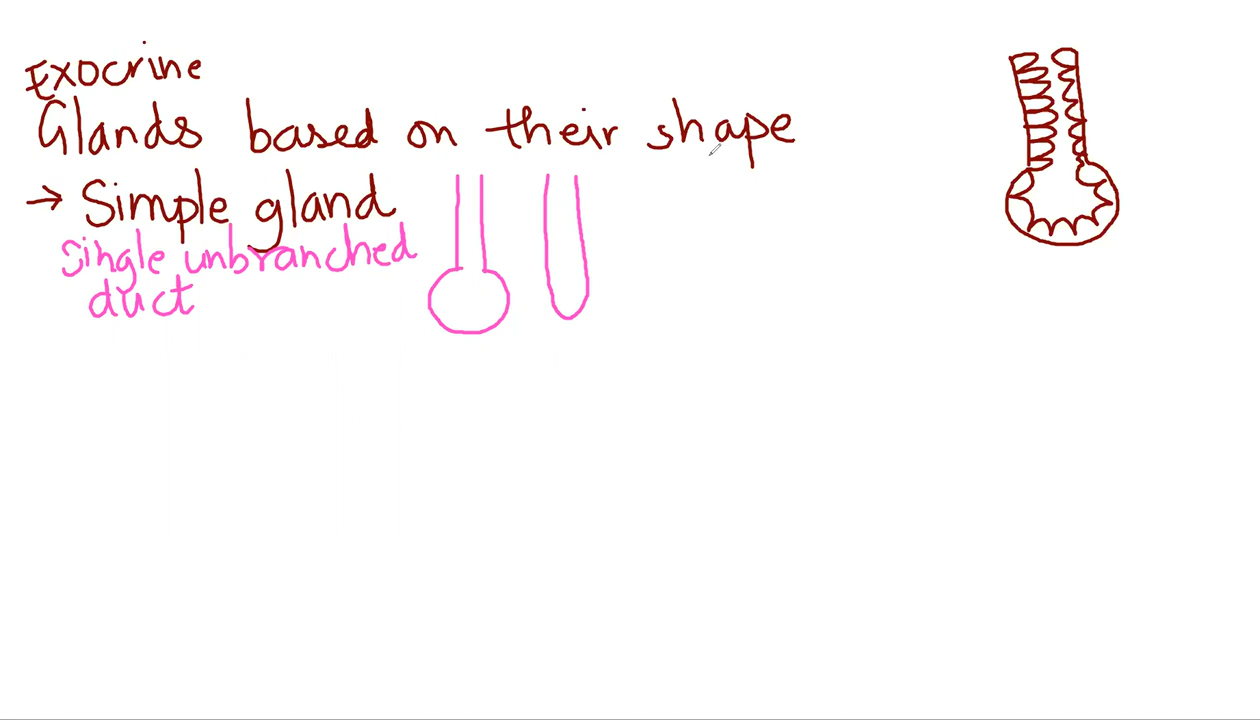 Exocrine
Glands based on their shape
→ Simple gland
Single unbranched
duct